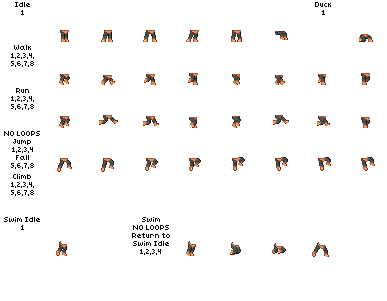 Idle
1
Duck
1
Walk
1,2,3,4,
5,6,7,8
Run
1,2,3,4,
5,6,7,8
NO LOOPS
Jump
1,2,3,4
Fall
5,6,7,8
Climb
1,2,3,4,
5,6,7,8
Swim Idle
1
Swim
NO LOOPS
Return to
Swim Idle
1,2,3,4